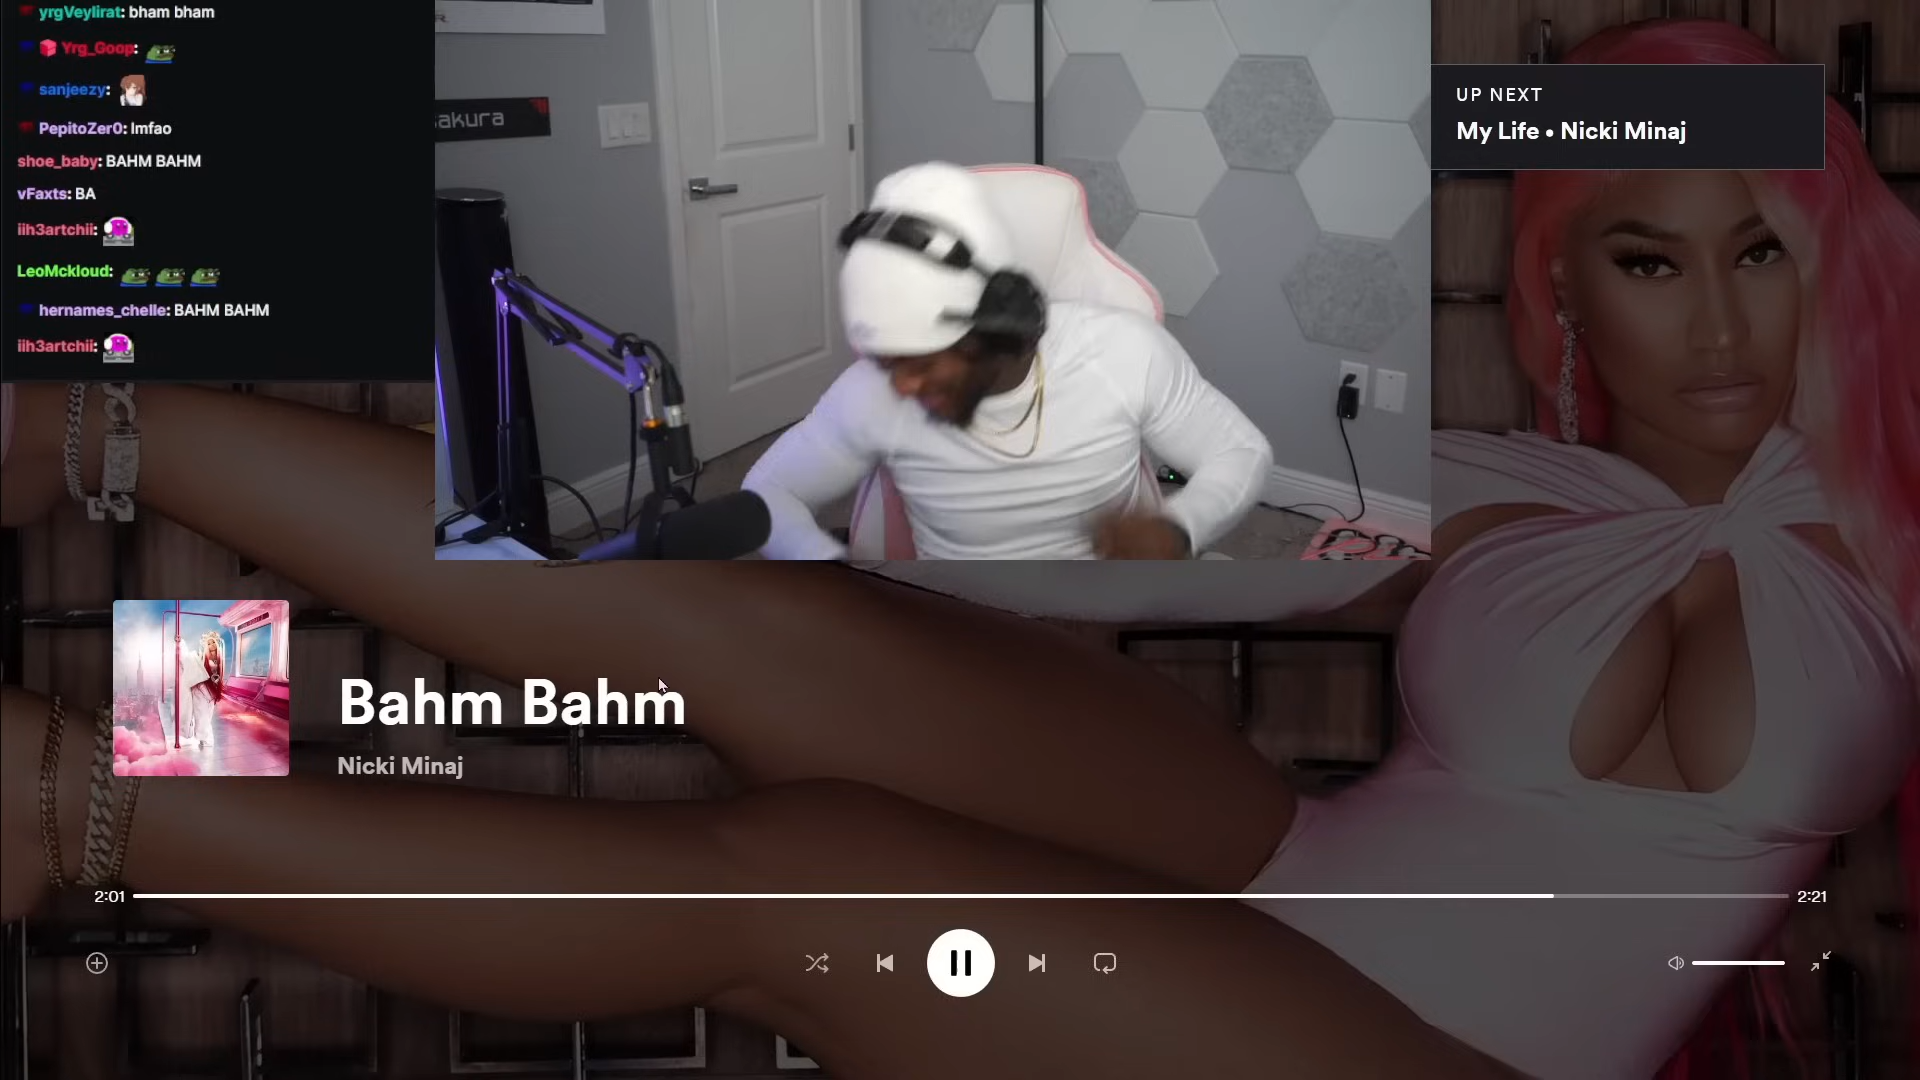 yrgVeylirat: bham bham
Yrg_Goop:
sanjeezy:
PepitoZer0: lmfao
shoe_baby: BAHM BAHM
vFaxts: BA
iih3artchii:
LeoMckloud:
hernames_chelle: BAHM BAHM
iih3artchii:
akura
UP NEXT
My Life • Nicki Minaj
Bahm Bahm
Nicki Minaj
2:01
2:21